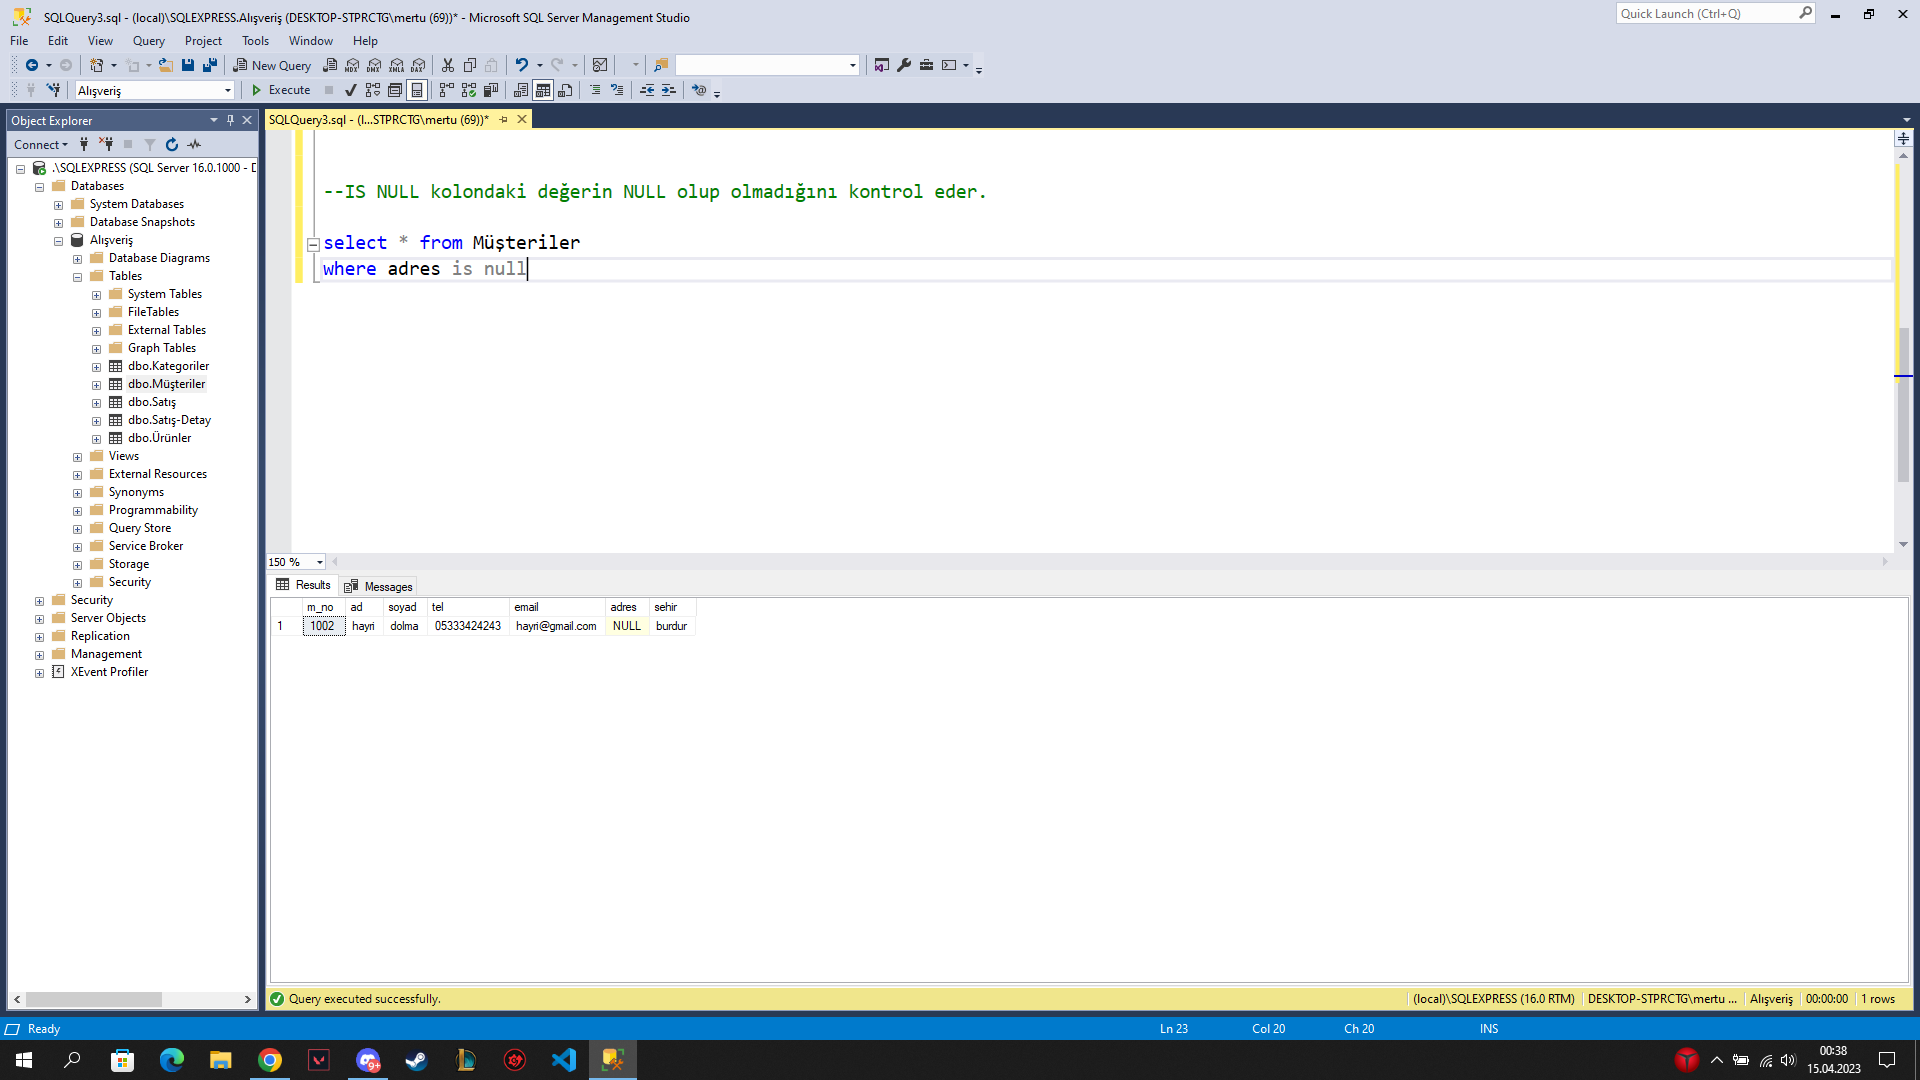 SQLQuery3.sql - (local)\SQLEXPRESS.Alışveriş (DESKTOP-STPRCTG\mertu (69))* - Microsoft SQL Server Management Studio
Quick Launch (Ctrl+Q)
File Edit View Query Project Tools Window Help
New Query MDX DMX XMLA DAX
Alışveriş Execute
Object Explorer
SQLQuery3.sql - (l...STPRCTG\mertu (69))*
Connect
.\SQLEXPRESS (SQL Server 16.0.1000 - D
Databases
System Databases
Database Snapshots
Alışveriş
Database Diagrams
Tables
System Tables
FileTables
External Tables
Graph Tables
dbo.Kategoriler
dbo.Müşteriler
dbo.Satış
dbo.Satış-Detay
dbo.Ürünler
Views
External Resources
Synonyms
Programmability
Query Store
Service Broker
Storage
Security
Security
Server Objects
Replication
Management
XEvent Profiler
--IS NULL kolondaki değerin NULL olup olmadığını kontrol eder.
select * from Müşteriler
where adres is null
150 %
Results Messages
m_no ad soyad tel email adres sehir
1 1002 hayri dolma 05333424243 hayri@gmail.com NULL burdur
Query executed successfully.
(local)\SQLEXPRESS (16.0 RTM) DESKTOP-STPRCTG\mertu ... Alışveriş 00:00:00 1 rows
Ready
Ln 23 Col 20 Ch 20 INS
9+
00:38
15.04.2023